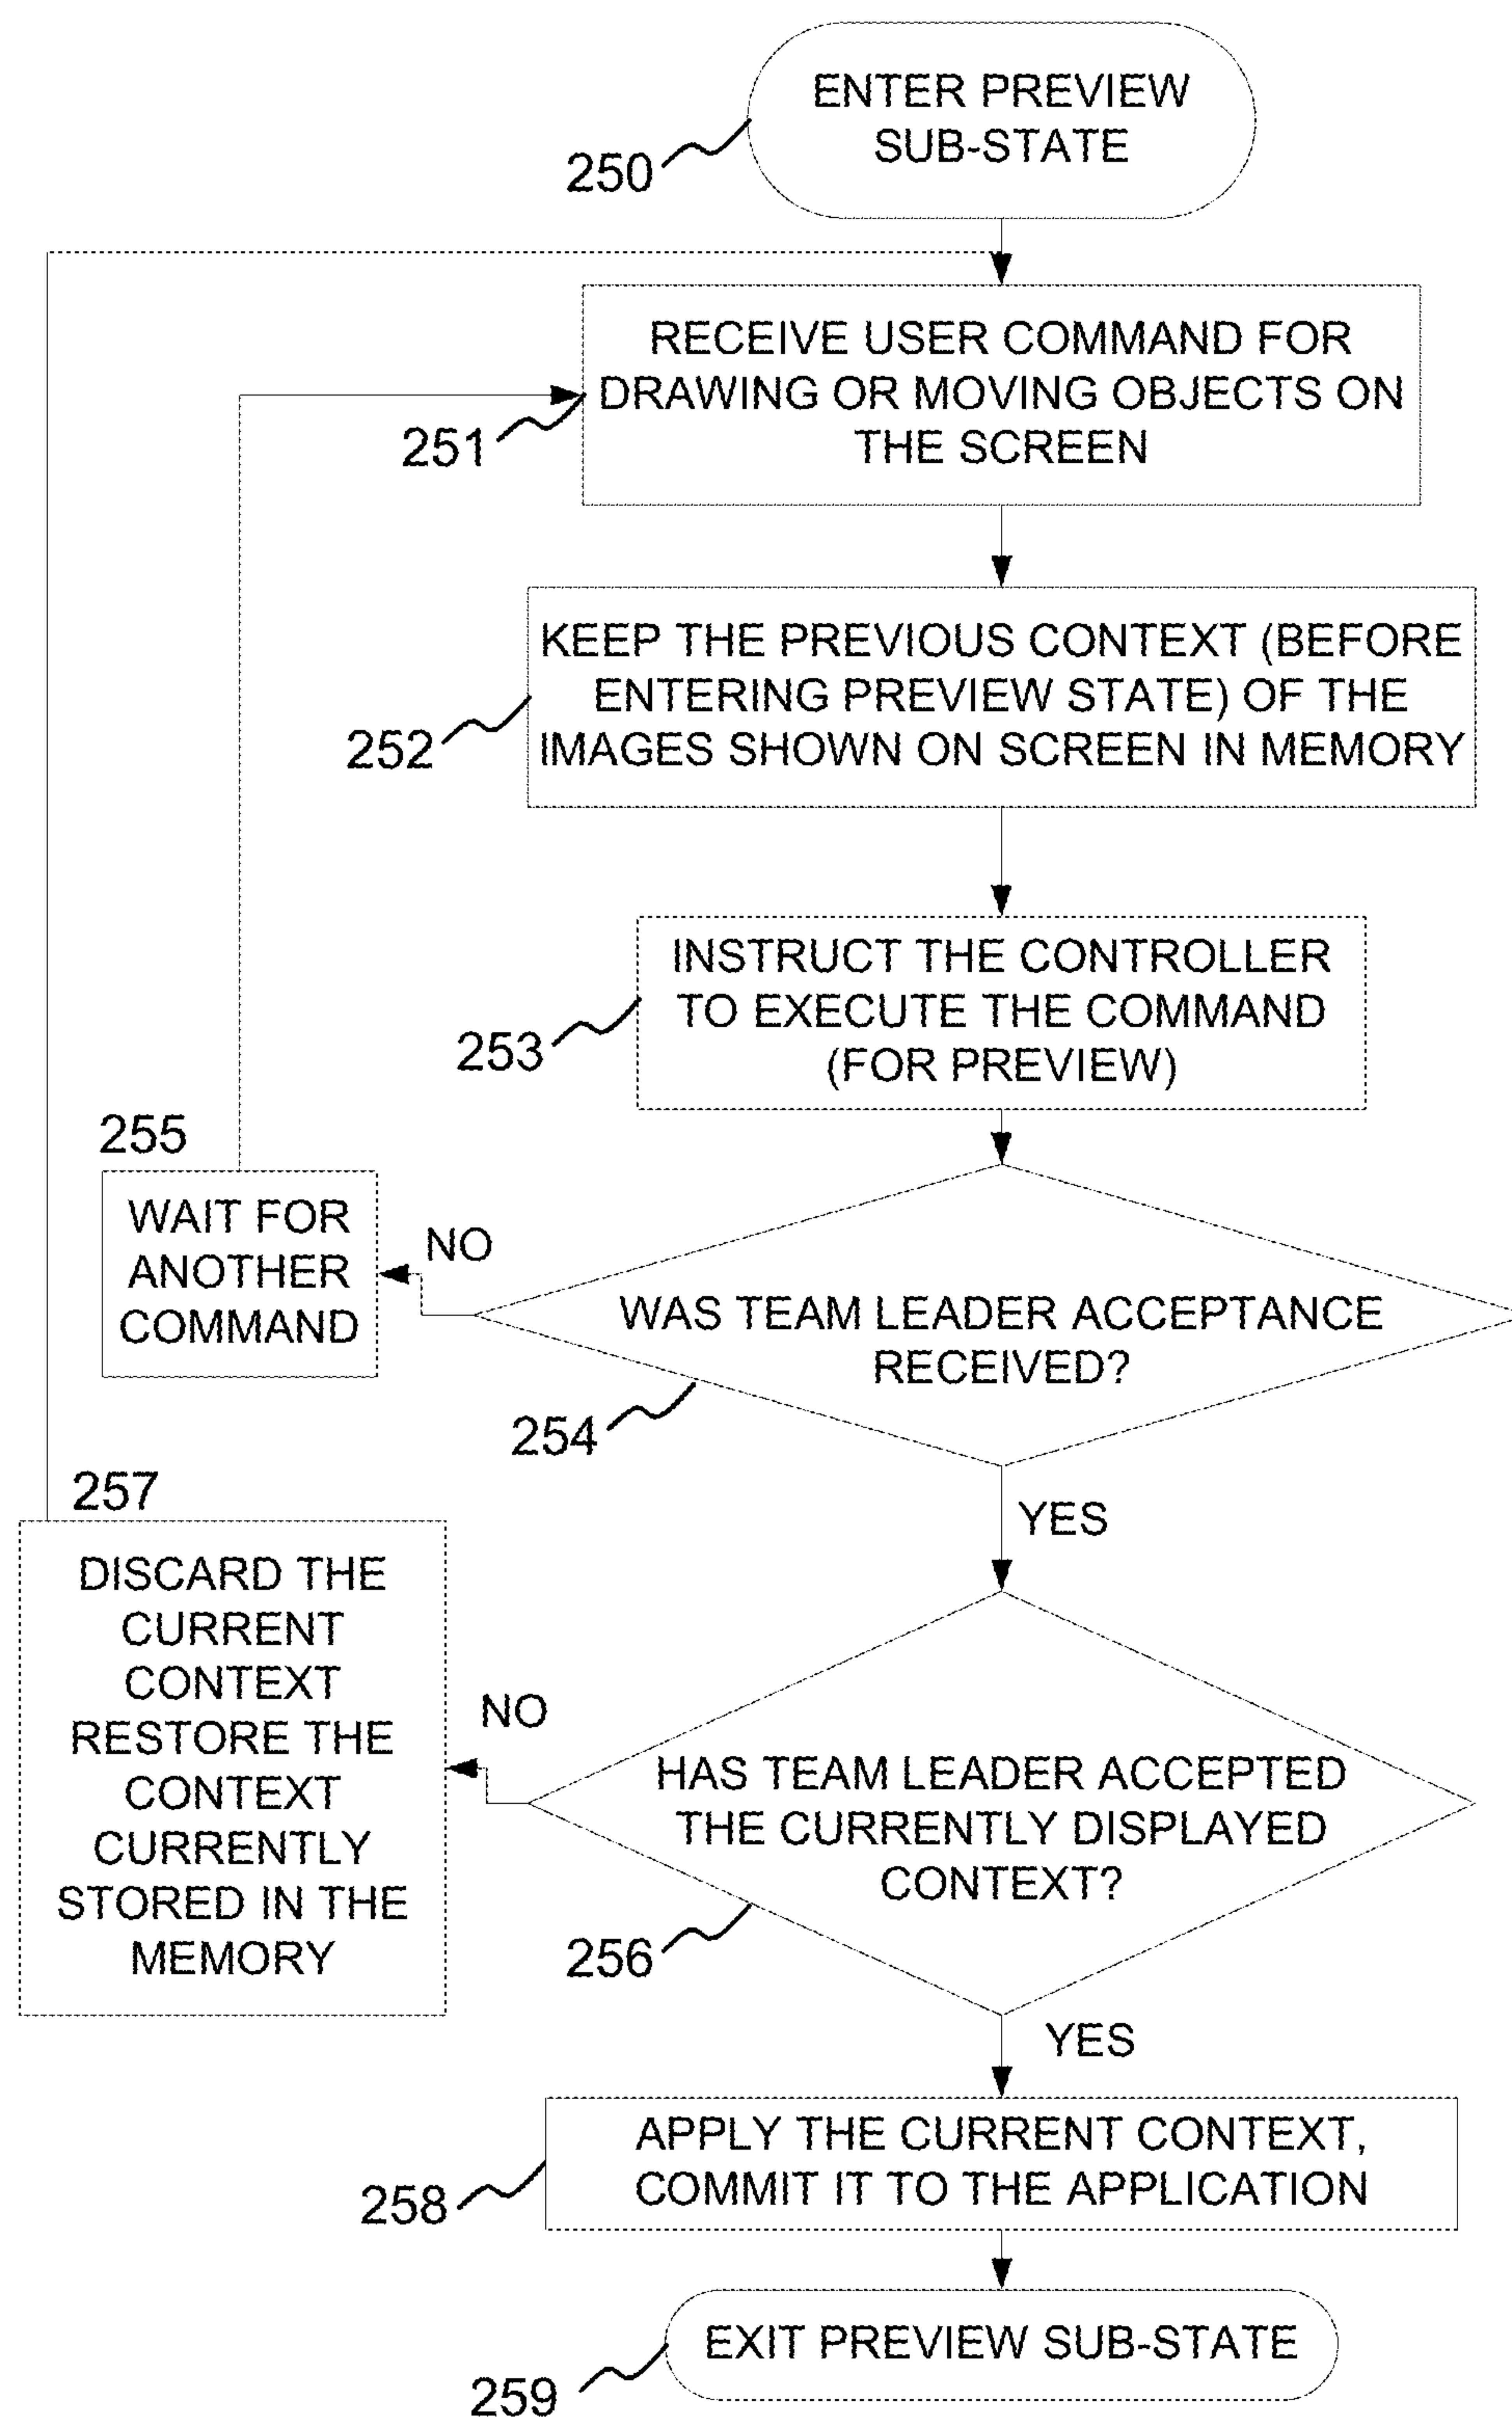 ENTER PREVIEW
SUB-STATE
250
RECEIVE USER COMMAND FOR
DRAWING OR MOVING OBJECTS ON
THE SCREEN
251
KEEP THE PREVIOUS CONTEXT (BEFORE
ENTERING PREVIEW STATE) OF THE
IMAGES SHOWN ON SCREEN IN MEMORY
252
INSTRUCT THE CONTROLLER
TO EXECUTE THE COMMAND
(FOR PREVIEW)
253
255
WAIT FOR
ANOTHER
COMMAND
NO
WAS TEAM LEADER ACCEPTANCE
RECEIVED?
254
YES
257
DISCARD THE
CURRENT
CONTEXT
RESTORE THE
CONTEXT
CURRENTLY
STORED IN THE
MEMORY
NO
HAS TEAM LEADER ACCEPTED
THE CURRENTLY DISPLAYED
CONTEXT?
256
YES
APPLY THE CURRENT CONTEXT,
COMMIT IT TO THE APPLICATION
258
EXIT PREVIEW SUB-STATE
259